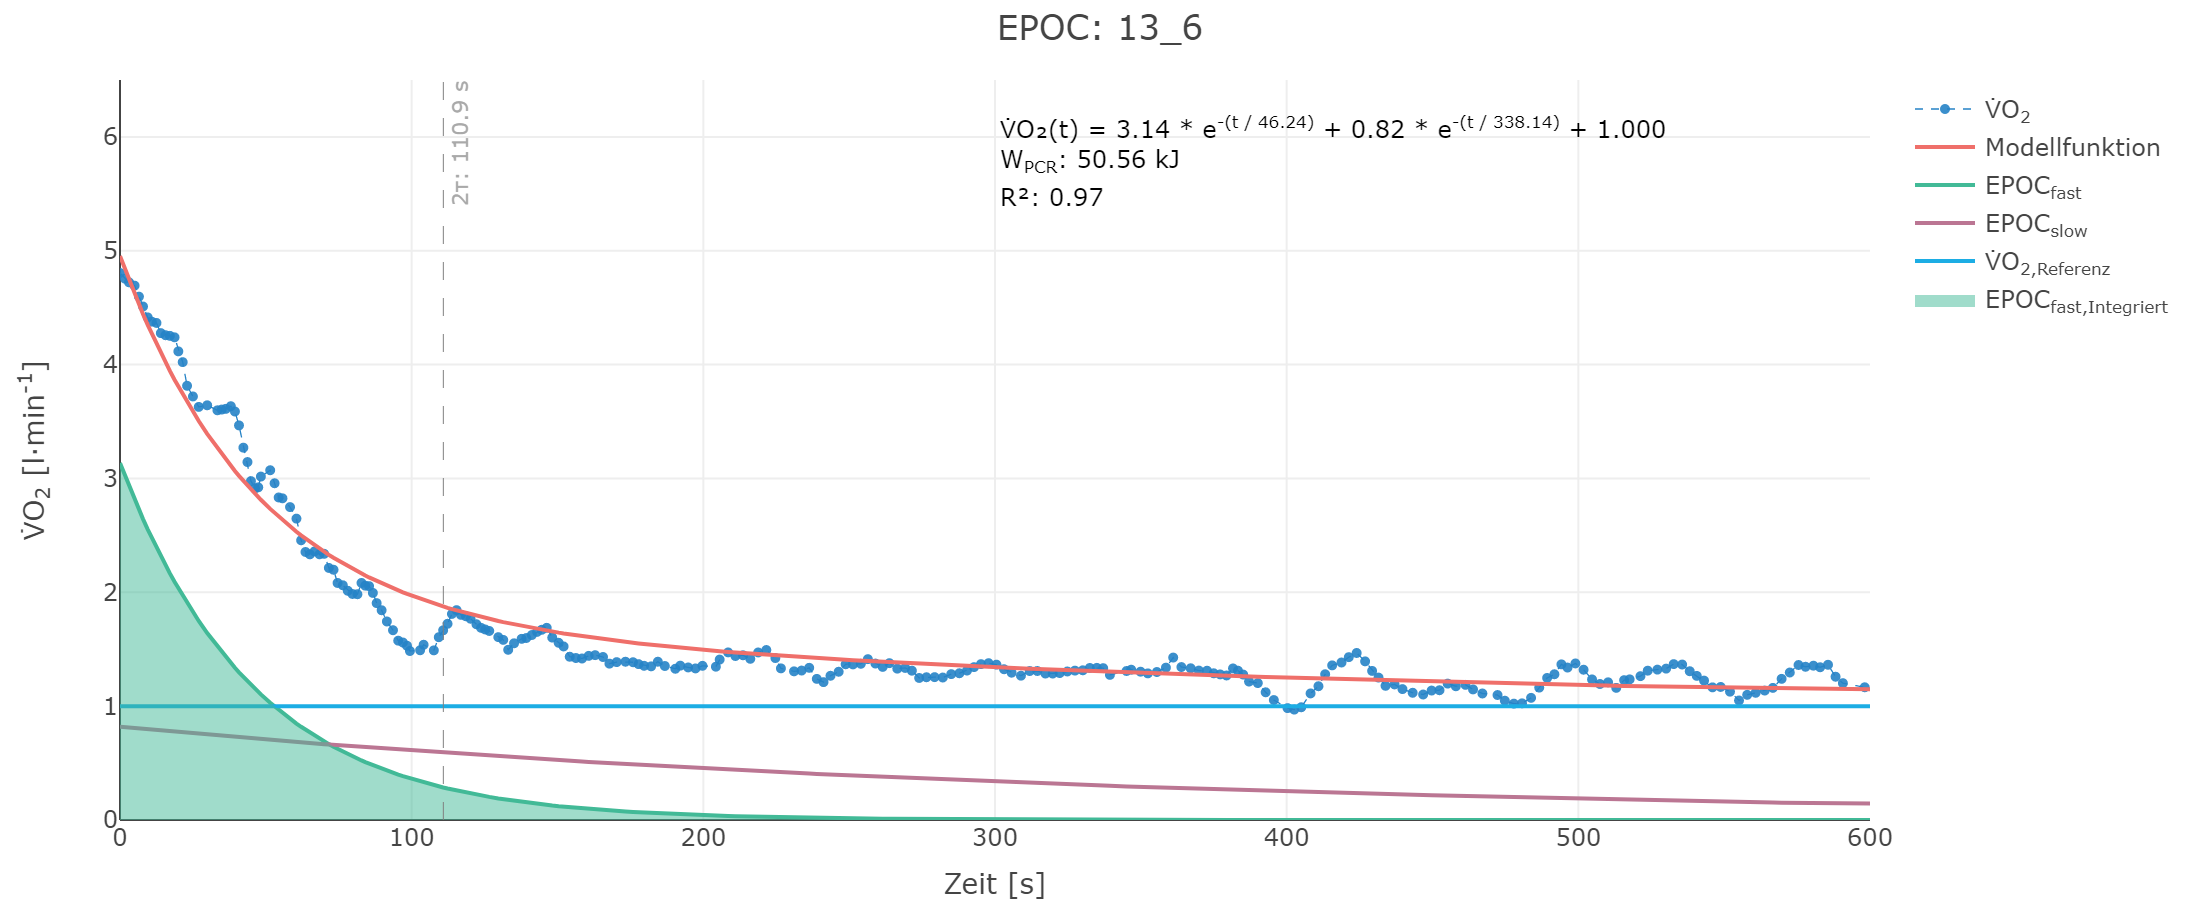 EPOC: 13_6
V̇O₂(t) = 3.14 * e^-(t / 46.24) + 0.82 * e^-(t / 338.14) + 1.000
W_PCR: 50.56 kJ
R²: 0.97
2τ: 110.9 s
V̇O₂
Modellfunktion
EPOC_fast
EPOC_slow
V̇O₂,Referenz
EPOC_fast,Integriert
V̇O₂ [l·min⁻¹]
6
5
4
3
2
1
0
0 100 200 300 400 500 600
Zeit [s]